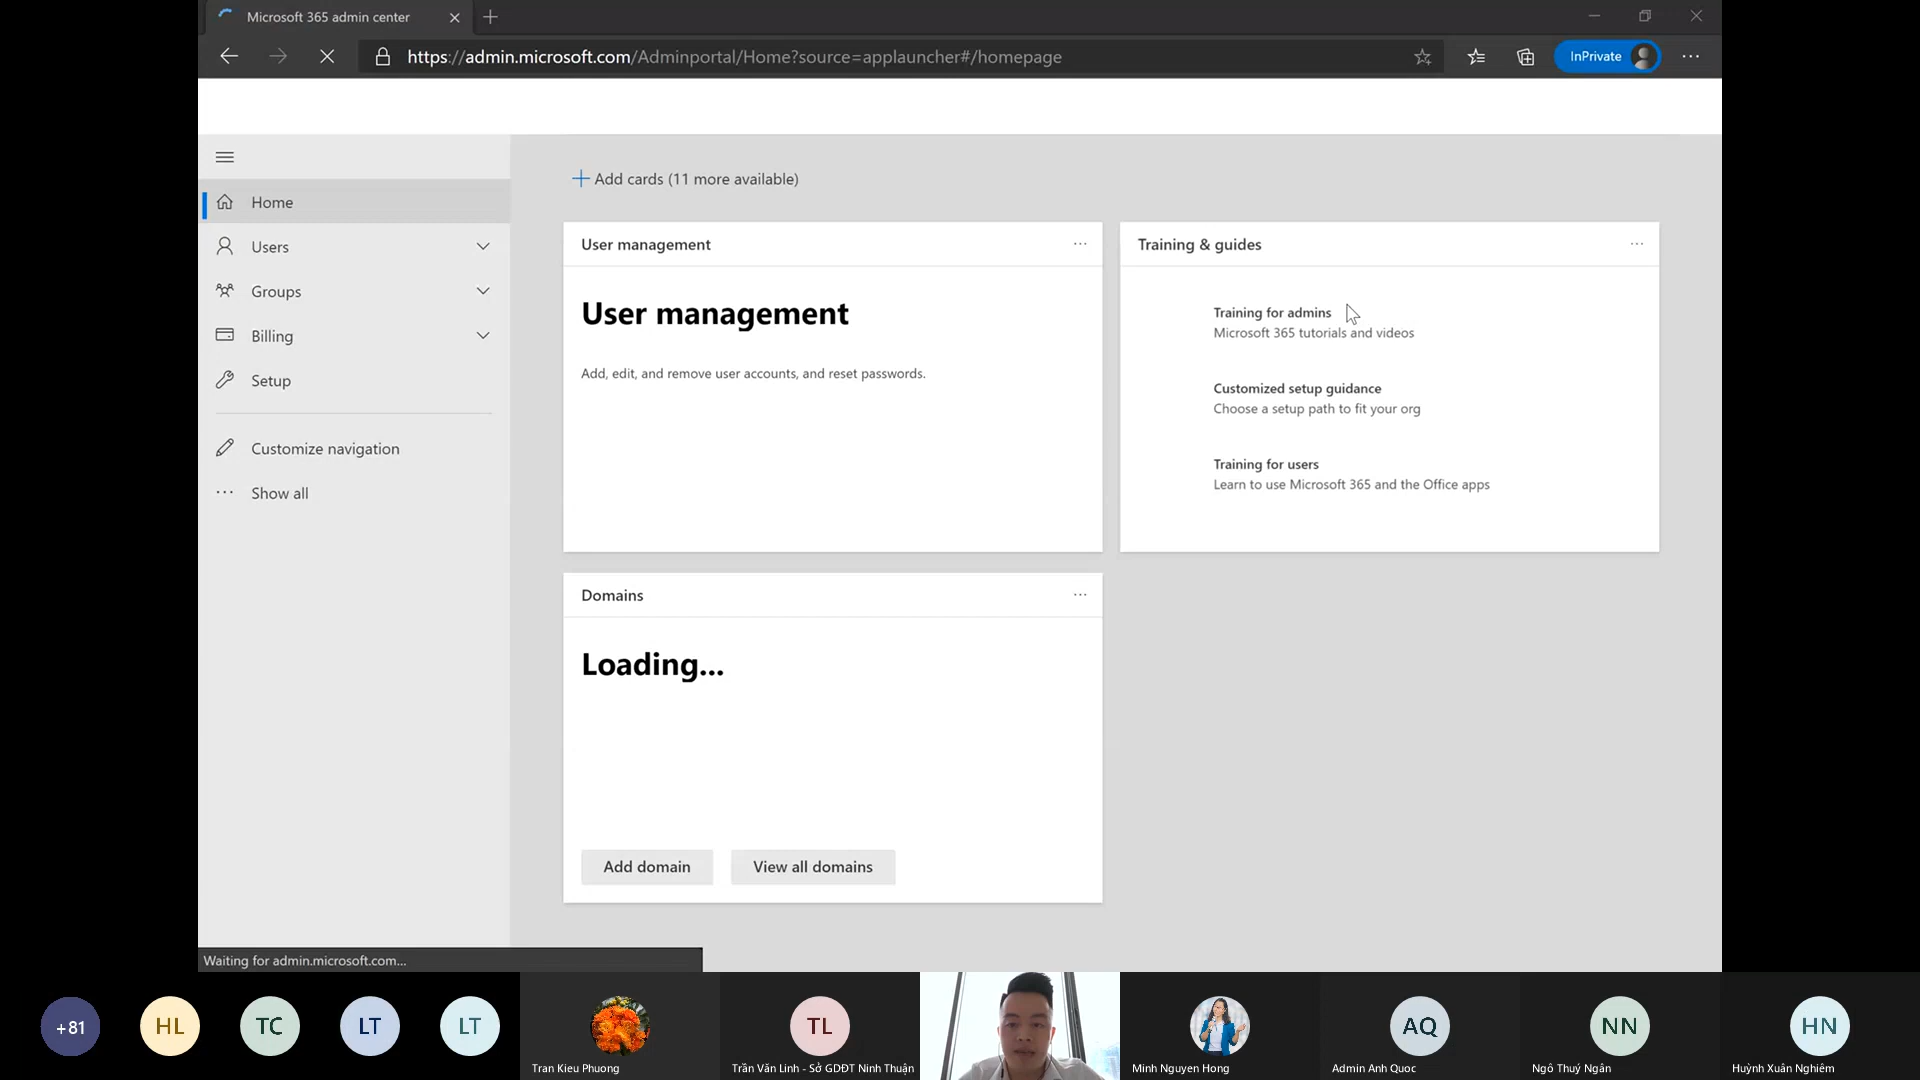 Microsoft 365 admin center
https://admin.microsoft.com/Adminportal/Home?source=applauncher#/homepage
InPrivate
Home
Users
Groups
Billing
Setup
Customize navigation
Show all
Add cards (11 more available)
User management
User management
Add, edit, and remove user accounts, and reset passwords.
Training & guides
Training for admins
Microsoft 365 tutorials and videos
Customized setup guidance
Choose a setup path to fit your org
Training for users
Learn to use Microsoft 365 and the Office apps
Domains
Loading...
Add domain
View all domains
Waiting for admin.microsoft.com...
+81
HL
TC
LT
LT
Tran Kieu Phuong
TL
Trần Văn Linh - Sở GDĐT Ninh Thuận
Minh Nguyen Hong
AQ
Admin Anh Quoc
NN
Ngô Thuý Ngân
HN
Huỳnh Xuân Nghiêm